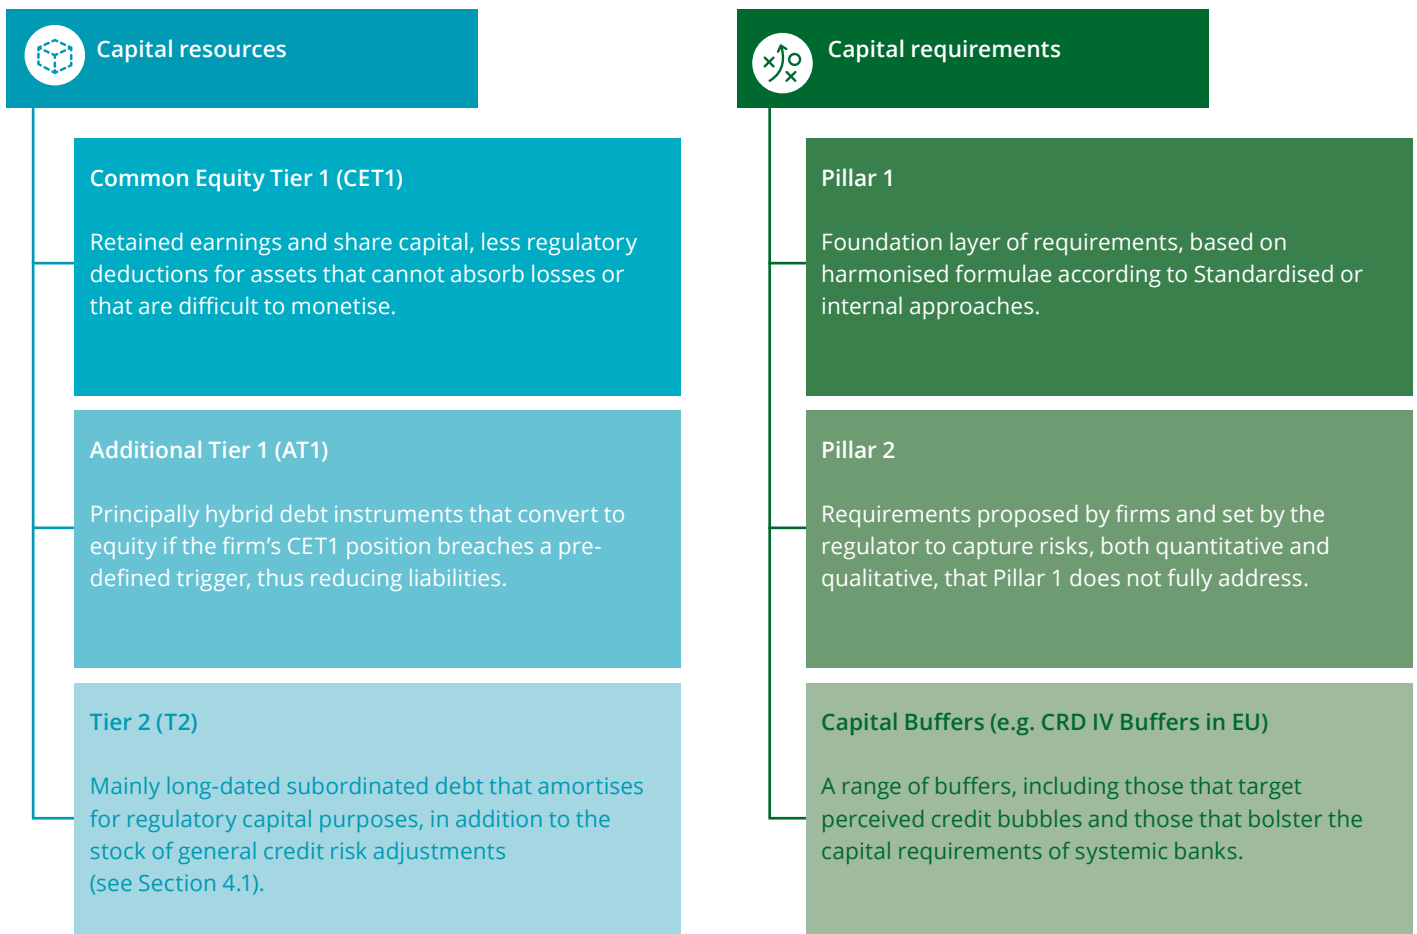 Capital resources
Common Equity Tier 1 (CET1)
Retained earnings and share capital, less regulatory
deductions for assets that cannot absorb losses or
that are difficult to monetise.
Additional Tier 1 (AT1)
Principally hybrid debt instruments that convert to
equity if the firm’s CET1 position breaches a pre-
defined trigger, thus reducing liabilities.
Tier 2 (T2)
Mainly long-dated subordinated debt that amortises
for regulatory capital purposes, in addition to the
stock of general credit risk adjustments
(see Section 4.1).
Capital requirements
Pillar 1
Foundation layer of requirements, based on
harmonised formulae according to Standardised or
internal approaches.
Pillar 2
Requirements proposed by firms and set by the
regulator to capture risks, both quantitative and
qualitative, that Pillar 1 does not fully address.
Capital Buffers (e.g. CRD IV Buffers in EU)
A range of buffers, including those that target
perceived credit bubbles and those that bolster the
capital requirements of systemic banks.